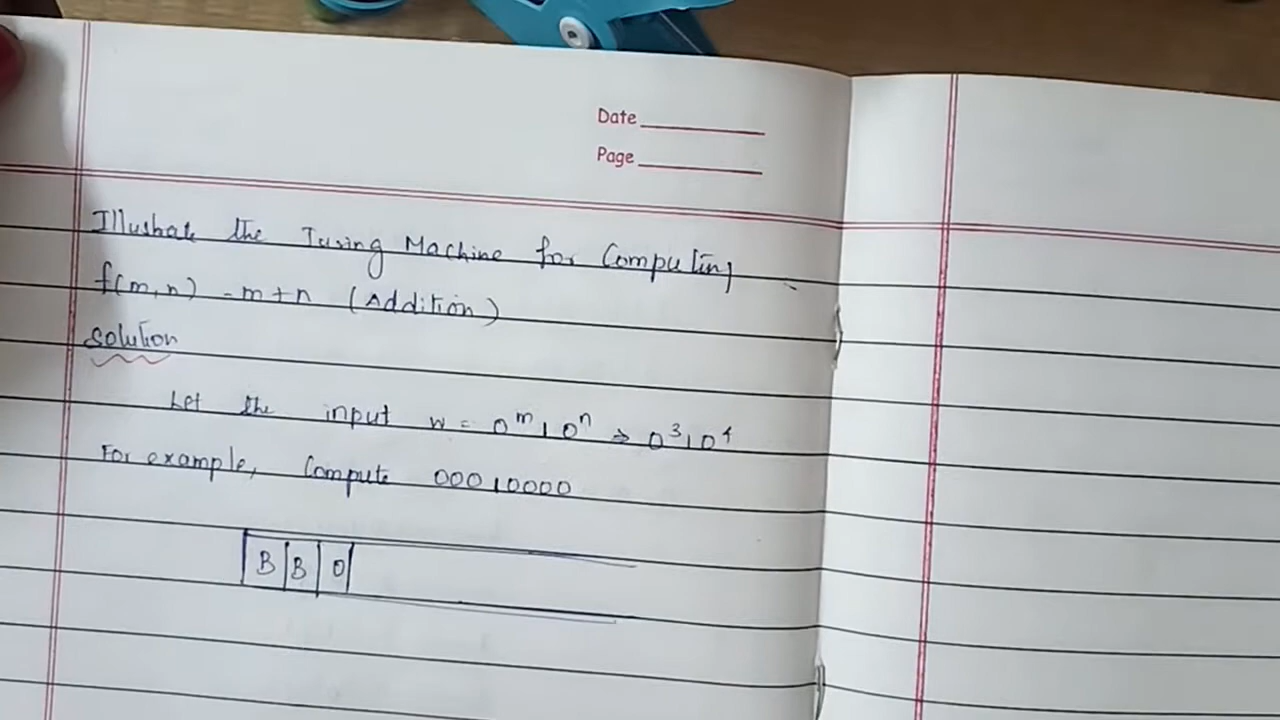 Date
Page
Illustrate the Turing Machine for Computing
f(m,n) = m+n (Addition)
Solution
Let the input w = 0^m 1 0^n ⇒ 0^3 1 0^4
For example, Compute 00010000
B B 0